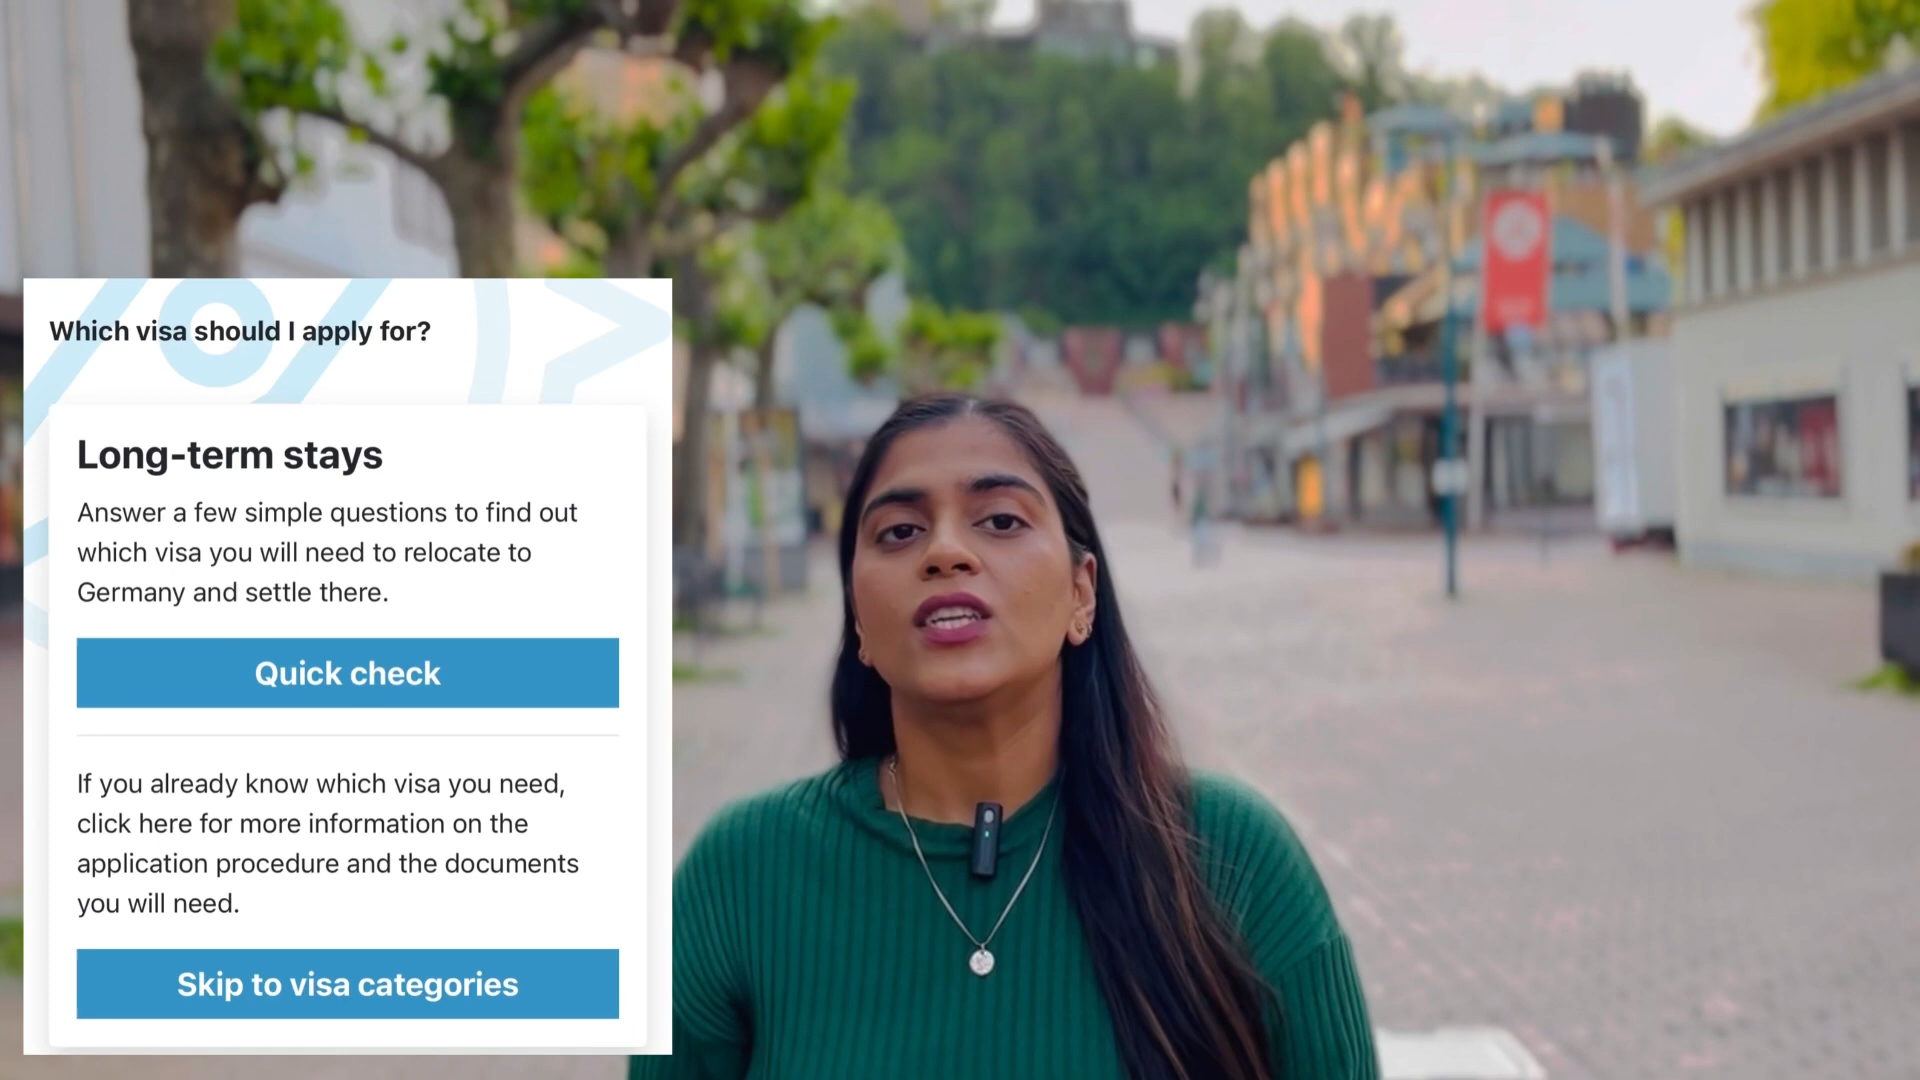 Which visa should I apply for?
Long-term stays
Answer a few simple questions to find out
which visa you will need to relocate to
Germany and settle there.
Quick check
If you already know which visa you need,
click here for more information on the
application procedure and the documents
you will need.
Skip to visa categories